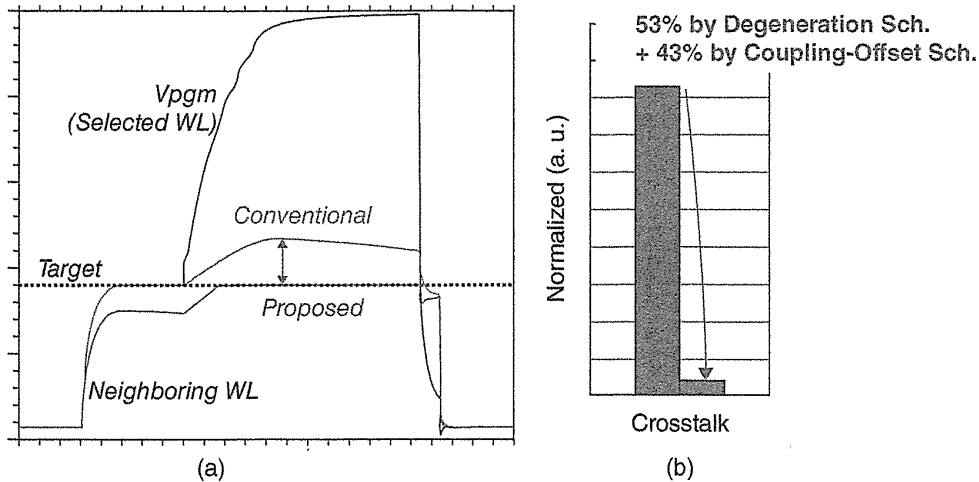 Vpgm
(Selected WL)
Conventional
Target
Proposed
Neighboring WL
(a)
53% by Degeneration Sch.
+ 43% by Coupling-Offset Sch.
Normalized (a. u.)
Crosstalk
(b)